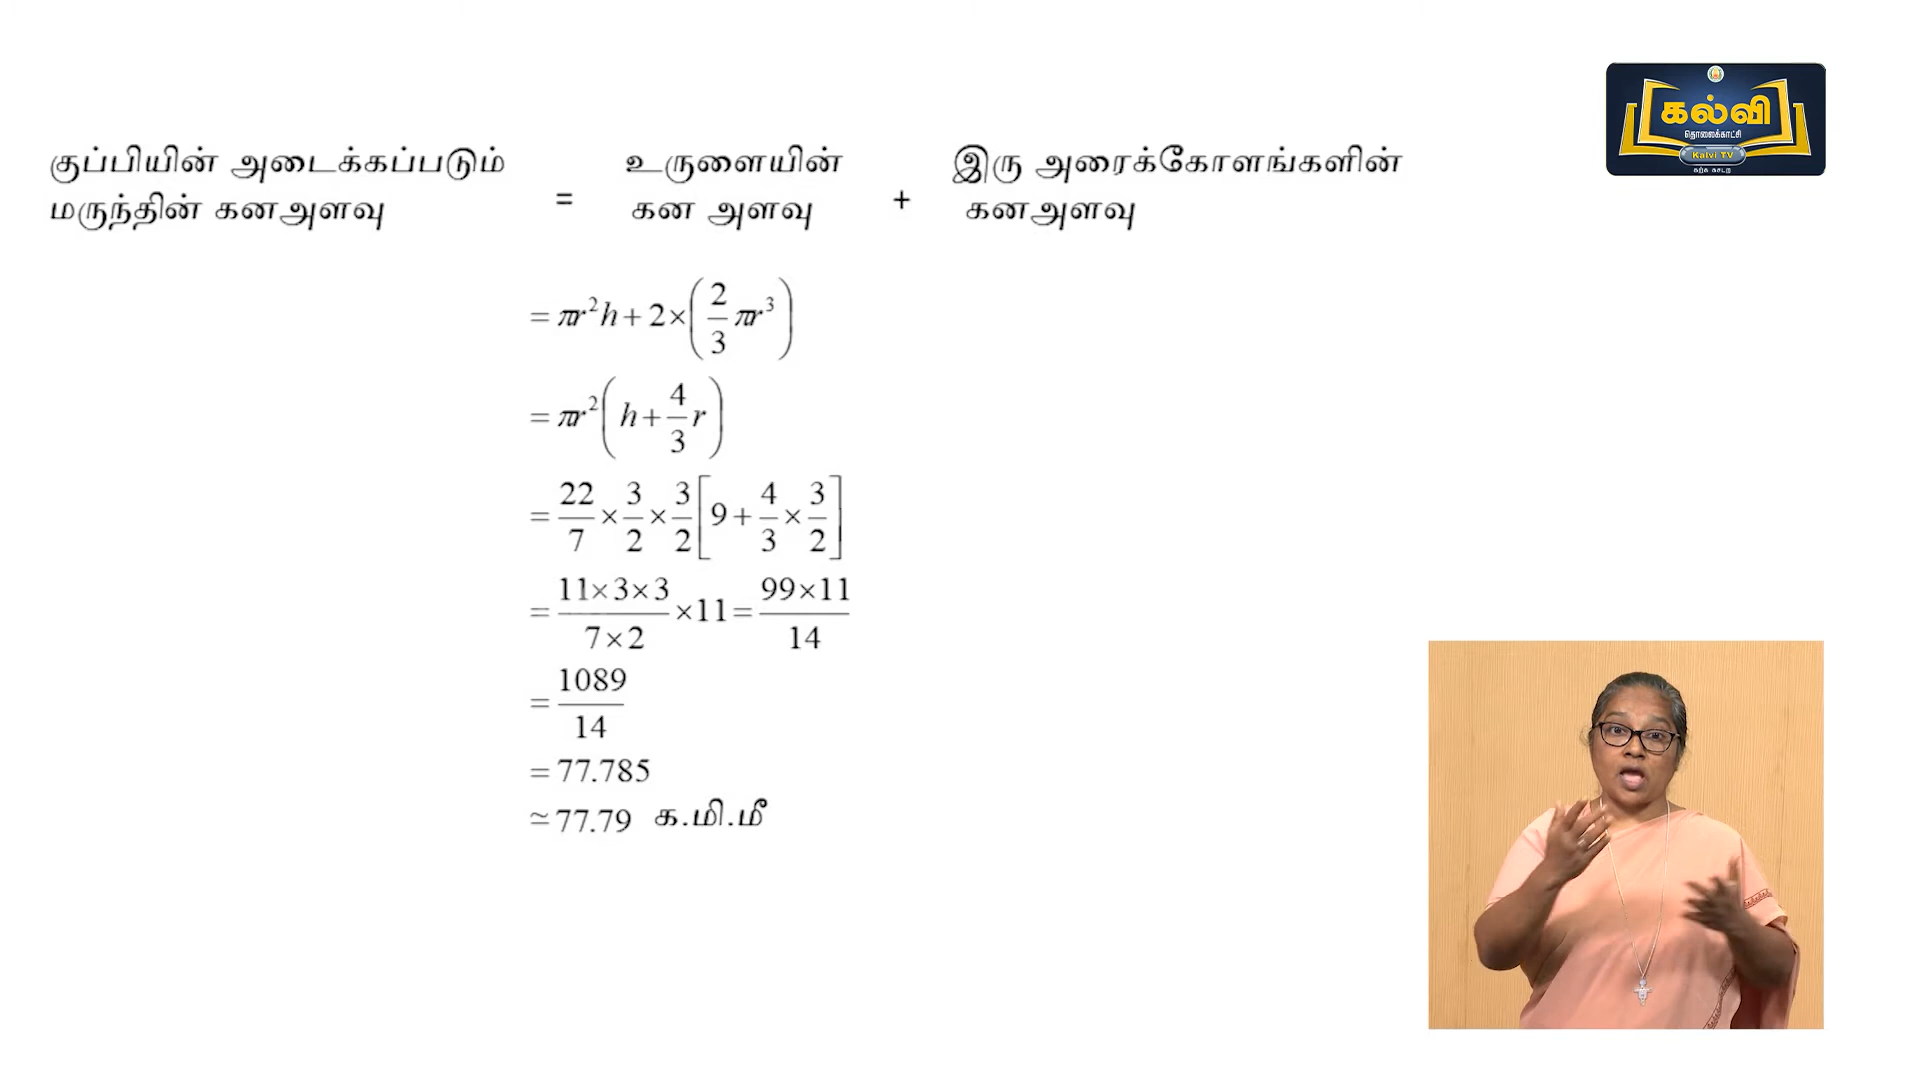 கல்வி
தொலைக்காட்சி
Kalvi TV
கற்க கசடற
குப்பியின் அடைக்கப்படும் உருளையின் இரு அரைக்கோளங்களின்
மருந்தின் கனஅளவு = கன அளவு + கனஅளவு
= πr²h + 2 × (2/3 πr³)
= πr² (h + 4/3 r)
= 22/7 × 3/2 × 3/2 [9 + 4/3 × 3/2]
= 11×3×3/7×2 ×11 = 99×11/14
= 1089/14
= 77.785
≃ 77.79 க.மி.மீ